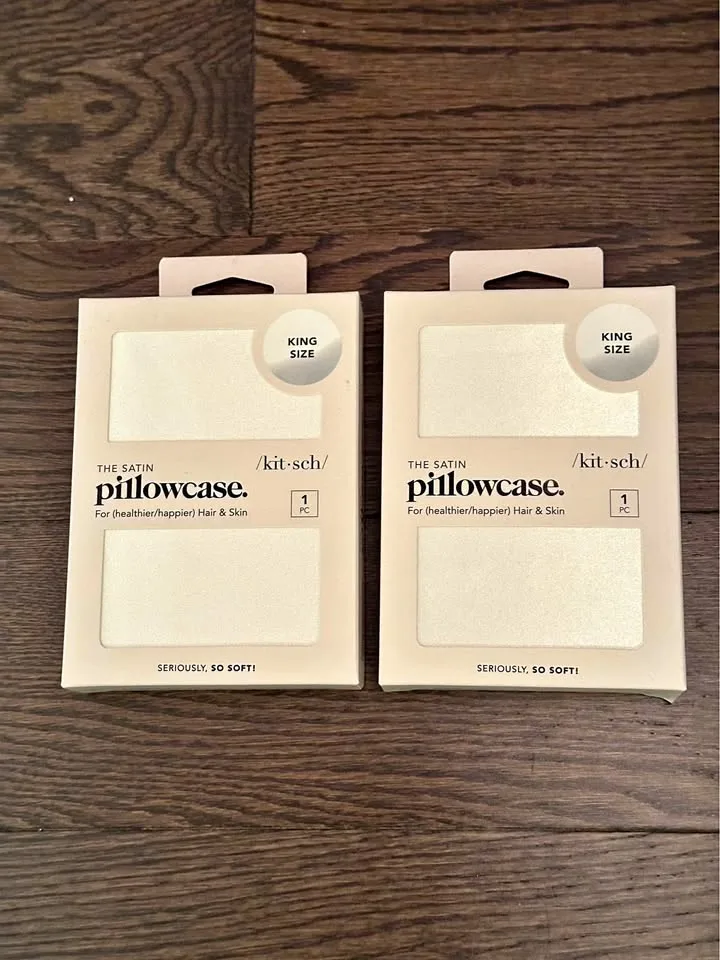 KING
SIZE
THE SATIN
/kit·sch/
pillowcase.
For (healthier/happier) Hair & Skin
1
PC
SERIOUSLY, SO SOFT!
KING
SIZE
THE SATIN
/kit·sch/
pillowcase.
For (healthier/happier) Hair & Skin
1
PC
SERIOUSLY, SO SOFT!